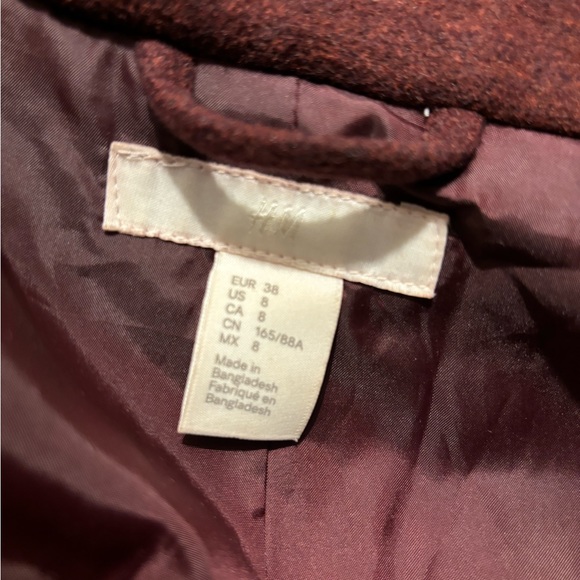 H&M
EUR 38
US 8
CA 8
CN 165/88A
MX 8
Made in
Bangladesh
Fabriqué en
Bangladesh